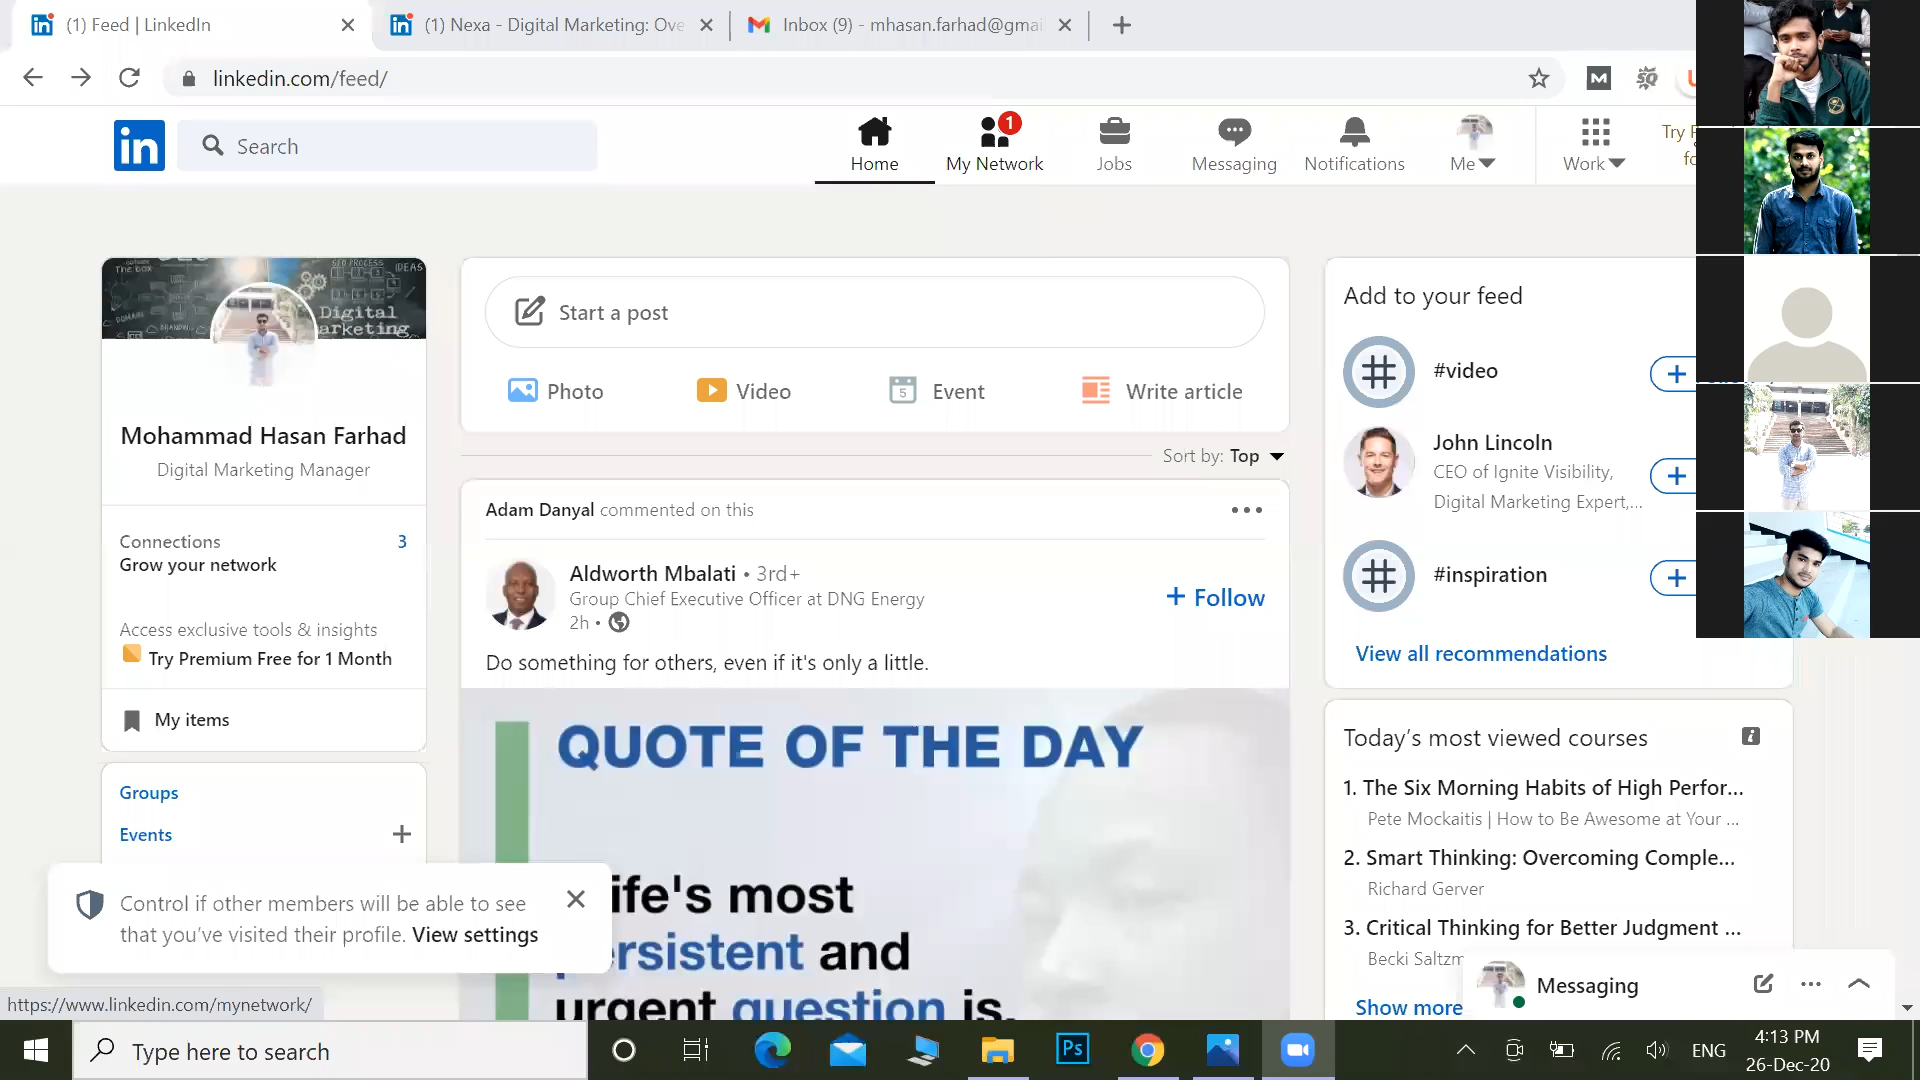 (1) Feed | LinkedIn
(1) Nexa - Digital Marketing: Ove
Inbox (9) - mhasan.farhad@gmai
linkedin.com/feed/
in
Search
Home
1
My Network
Jobs
Messaging
Notifications
Me
Work
Digital
arketing
Mohammad Hasan Farhad
Digital Marketing Manager
Connections 3
Grow your network
Access exclusive tools & insights
Try Premium Free for 1 Month
My items
Groups
Events
Start a post
Photo
Video
Event
Write article
Sort by: Top
Adam Danyal commented on this
Aldworth Mbalati • 3rd+
Group Chief Executive Officer at DNG Energy
2h •
+ Follow
Do something for others, even if it's only a little.
QUOTE OF THE DAY
ife's most
rsistent and
urgent question is,
Add to your feed
#video
John Lincoln
CEO of Ignite Visibility,
Digital Marketing Expert,...
#inspiration
View all recommendations
Today's most viewed courses
1. The Six Morning Habits of High Perfor...
Pete Mockaitis | How to Be Awesome at Your ...
2. Smart Thinking: Overcoming Comple...
Richard Gerver
3. Critical Thinking for Better Judgment ...
Becki Saltzm
Show more
Messaging
Control if other members will be able to see
that you've visited their profile. View settings
https://www.linkedin.com/mynetwork/
Type here to search
Ps
ENG
4:13 PM
26-Dec-20